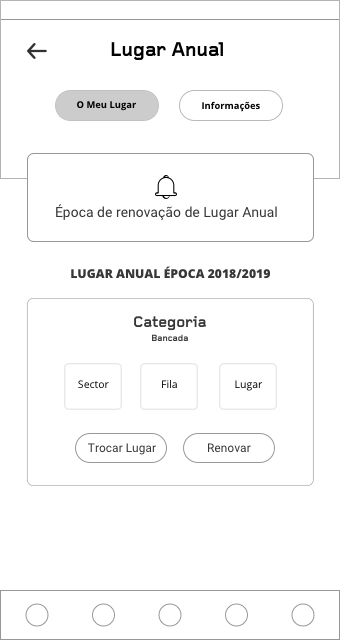 Lugar Anual
O Meu Lugar
Informações
Época de renovação de Lugar Anual
LUGAR ANUAL ÉPOCA 2018/2019
Categoria
Bancada
Sector
Fila
Lugar
Trocar Lugar
Renovar